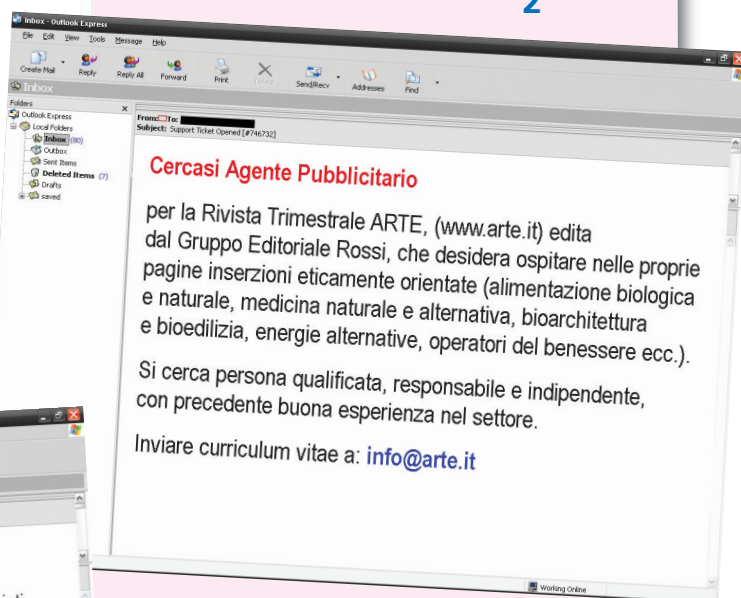 2
Inbox - Outlook Express
File Edit View Tools Message Help
Create Mail Reply Reply All Forward Print Send/Recv Addresses Find
Inbox
Folders
Outlook Express
Local Folders
Inbox (80)
Outbox
Sent Items
Deleted Items (7)
Drafts
saved
From: To:
Subject: Support Ticket Opened [#746732]
Cercasi Agente Pubblicitario
per la Rivista Trimestrale ARTE, (www.arte.it) edita
dal Gruppo Editoriale Rossi, che desidera ospitare nelle proprie
pagine inserzioni eticamente orientate (alimentazione biologica
e naturale, medicina naturale e alternativa, bioarchitettura
e bioedilizia, energie alternative, operatori del benessere ecc.).
Si cerca persona qualificata, responsabile e indipendente,
con precedente buona esperienza nel settore.
Inviare curriculum vitae a: info@arte.it
Working Online